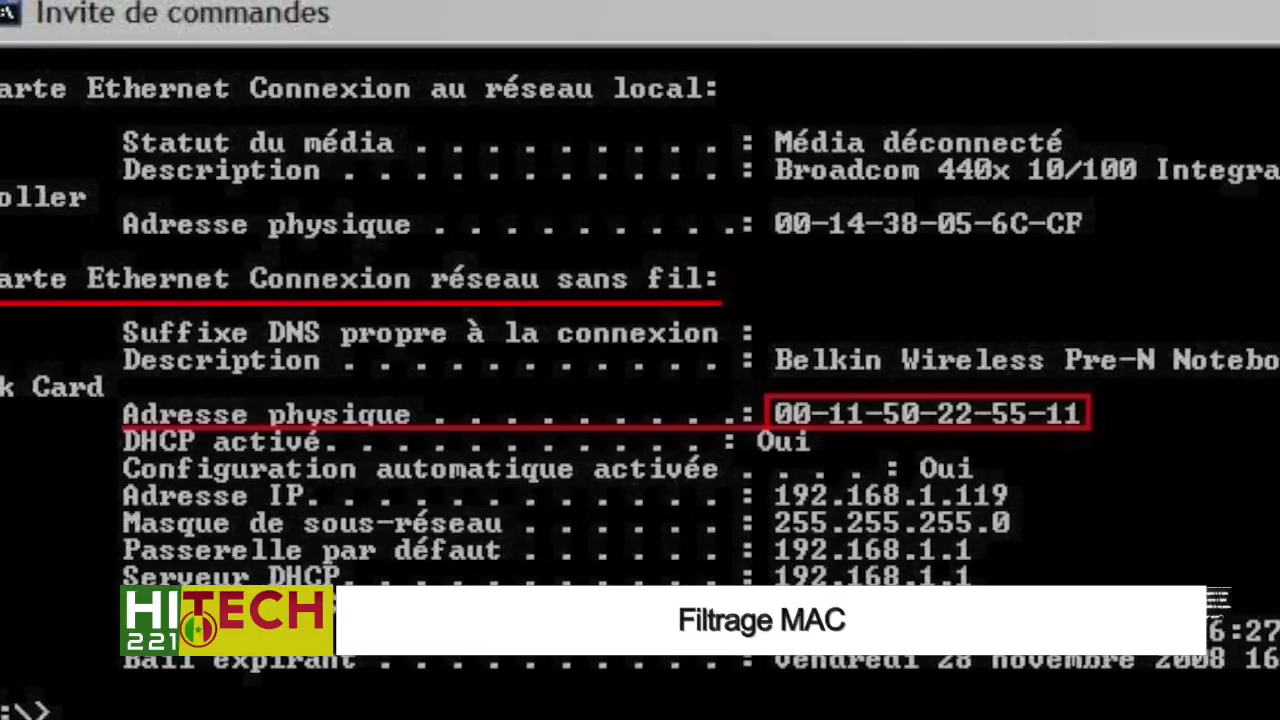 Invite de commandes
arte Ethernet Connexion au réseau local:
Statut du média . . . . . . . . . : Média déconnecté
Description . . . . . . . . . . . : Broadcom 440x 10/100 Integra
oller
Adresse physique . . . . . . . . .: 00-14-38-05-6C-CF
arte Ethernet Connexion réseau sans fil:
Suffixe DNS propre à la connexion :
Description . . . . . . . . . . . : Belkin Wireless Pre-N Notebo
k Card
Adresse physique . . . . . . . . .: 00-11-50-22-55-11
DHCP activé. . . . . . . . . . . : Oui
Configuration automatique activée . . . . : Oui
Adresse IP. . . . . . . . . . . . : 192.168.1.119
Masque de sous-réseau . . . . . . : 255.255.255.0
Passerelle par défaut . . . . . . : 192.168.1.1
Serveur DHCP. . . . . . . . . . . : 192.168.1.1
HITECH
221
Filtrage MAC
6:27
Bail expirant . . . . . . . . . . : vendredi 28 novembre 2008 16
:\>